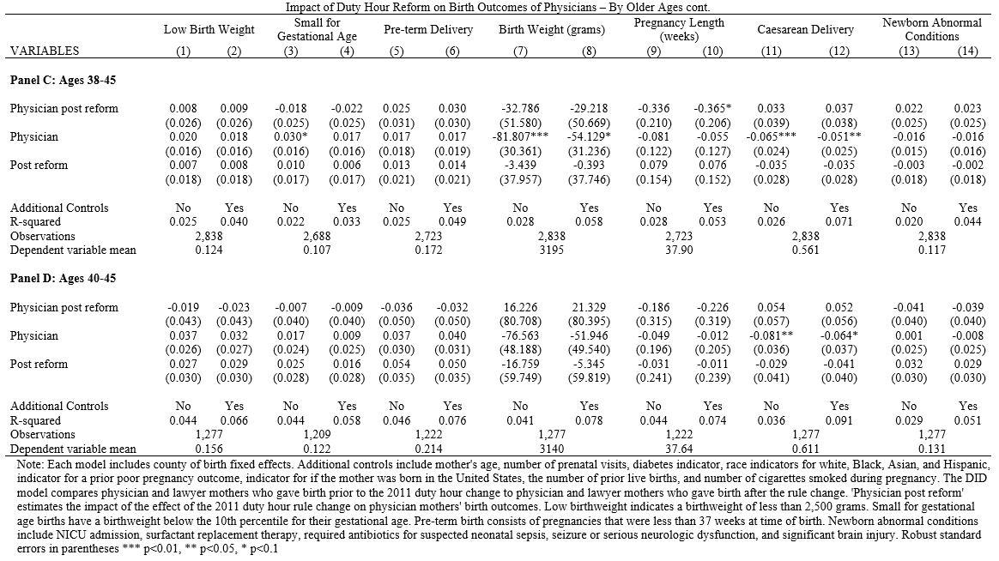 Impact of Duty Hour Reform on Birth Outcomes of Physicians – By Older Ages cont.
Low Birth Weight Small for Gestational Age Pre-term Delivery Birth Weight (grams) Pregnancy Length (weeks) Caesarean Delivery Newborn Abnormal Conditions
VARIABLES (1) (2) (3) (4) (5) (6) (7) (8) (9) (10) (11) (12) (13) (14)
Panel C: Ages 38-45
Physician post reform 0.008 0.009 -0.018 -0.022 0.025 0.030 -32.786 -29.218 -0.336 -0.365* 0.033 0.037 0.022 0.023
(0.026) (0.026) (0.025) (0.025) (0.031) (0.030) (51.580) (50.669) (0.210) (0.206) (0.039) (0.038) (0.025) (0.025)
Physician 0.020 0.018 0.030* 0.017 0.017 0.017 -81.807*** -54.129* -0.081 -0.055 -0.065*** -0.051** -0.016 -0.016
(0.016) (0.016) (0.016) (0.016) (0.018) (0.019) (30.361) (31.236) (0.122) (0.127) (0.024) (0.025) (0.015) (0.016)
Post reform 0.007 0.008 0.010 0.006 0.013 0.014 -3.439 -0.393 0.079 0.076 -0.035 -0.035 -0.003 -0.002
(0.018) (0.018) (0.017) (0.017) (0.021) (0.021) (37.957) (37.746) (0.154) (0.152) (0.028) (0.028) (0.018) (0.018)
Additional Controls No Yes No Yes No Yes No Yes No Yes No Yes No Yes
R-squared 0.025 0.040 0.022 0.033 0.025 0.049 0.028 0.058 0.028 0.053 0.026 0.071 0.020 0.044
Observations 2,838 2,688 2,723 2,838 2,723 2,838 2,838
Dependent variable mean 0.124 0.107 0.172 3195 37.90 0.561 0.117
Panel D: Ages 40-45
Physician post reform -0.019 -0.023 -0.007 -0.009 -0.036 -0.032 16.226 21.329 -0.186 -0.226 0.054 0.052 -0.041 -0.039
(0.043) (0.043) (0.040) (0.040) (0.050) (0.050) (80.708) (80.395) (0.315) (0.319) (0.057) (0.056) (0.040) (0.040)
Physician 0.037 0.032 0.017 0.009 0.037 0.040 -76.563 -51.946 -0.049 -0.012 -0.081** -0.064* 0.001 -0.008
(0.026) (0.027) (0.024) (0.025) (0.030) (0.031) (48.188) (49.540) (0.196) (0.205) (0.036) (0.037) (0.025) (0.025)
Post reform 0.027 0.029 0.025 0.016 0.054 0.050 -16.759 -5.345 -0.031 -0.011 -0.029 -0.041 0.032 0.029
(0.030) (0.030) (0.028) (0.028) (0.035) (0.035) (59.749) (59.819) (0.241) (0.239) (0.041) (0.040) (0.030) (0.030)
Additional Controls No Yes No Yes No Yes No Yes No Yes No Yes No Yes
R-squared 0.044 0.066 0.044 0.058 0.046 0.076 0.041 0.078 0.044 0.074 0.036 0.091 0.029 0.051
Observations 1,277 1,209 1,222 1,277 1,222 1,277 1,277
Dependent variable mean 0.156 0.122 0.214 3140 37.64 0.611 0.131
Note: Each model includes county of birth fixed effects. Additional controls include mother's age, number of prenatal visits, diabetes indicator, race indicators for white, Black, Asian, and Hispanic,
indicator for a prior poor pregnancy outcome, indicator for if the mother was born in the United States, the number of prior live births, and number of cigarettes smoked during pregnancy. The DID
model compares physician and lawyer mothers who gave birth prior to the 2011 duty hour change to physician and lawyer mothers who gave birth after the rule change. 'Physician post reform'
estimates the impact of the effect of the 2011 duty hour rule change on physician mothers' birth outcomes. Low birthweight indicates a birthweight of less than 2,500 grams. Small for gestational
age births have a birthweight below the 10th percentile for their gestational age. Pre-term birth consists of pregnancies that were less than 37 weeks at time of birth. Newborn abnormal conditions
include NICU admission, surfactant replacement therapy, required antibiotics for suspected neonatal sepsis, seizure or serious neurologic dysfunction, and significant brain injury. Robust standard
errors in parentheses *** p<0.01, ** p<0.05, * p<0.1